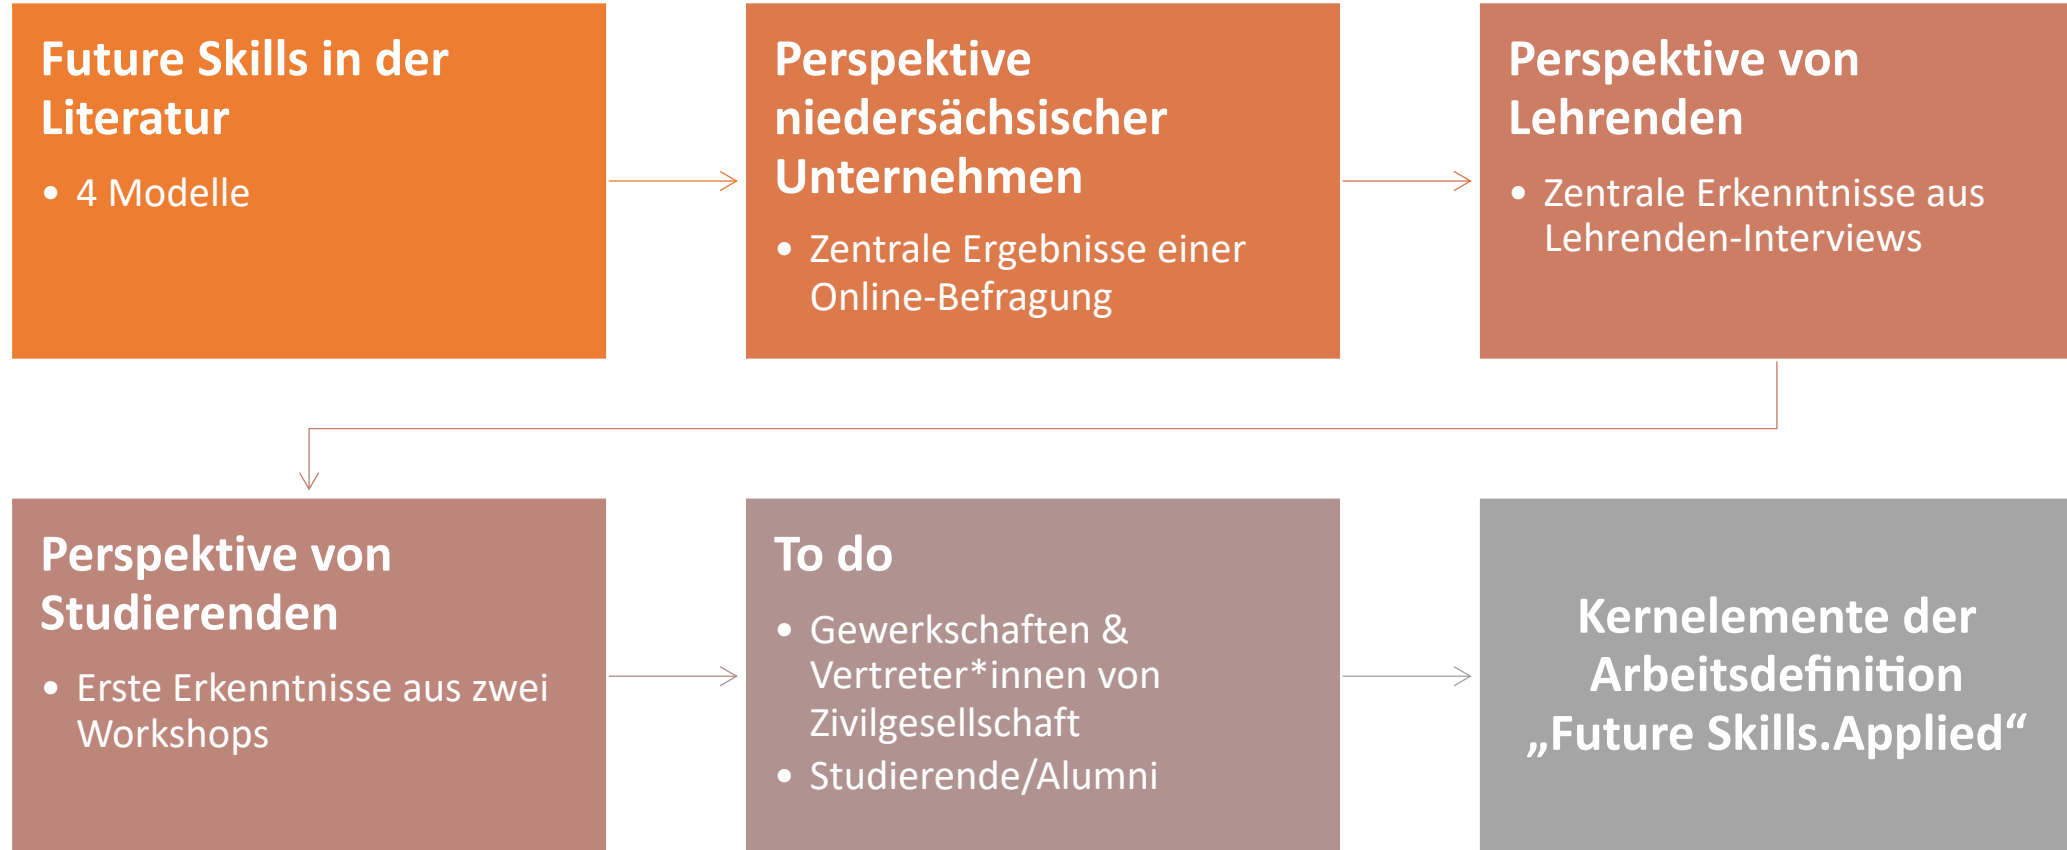 Future Skills in der
Literatur
• 4 Modelle
Perspektive
niedersächsischer
Unternehmen
• Zentrale Ergebnisse einer
Online-Befragung
Perspektive von
Lehrenden
• Zentrale Erkenntnisse aus
Lehrenden-Interviews
Perspektive von
Studierenden
• Erste Erkenntnisse aus zwei
Workshops
To do
• Gewerkschaften &
Vertreter*innen von
Zivilgesellschaft
• Studierende/Alumni
Kernelemente der
Arbeitsdefinition
„Future Skills.Applied“